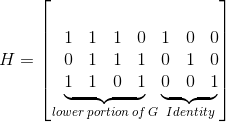 H =
1 1 1 0 1 0 0
0 1 1 1 0 1 0
1 1 0 1 0 0 1
lower portion of G Identity